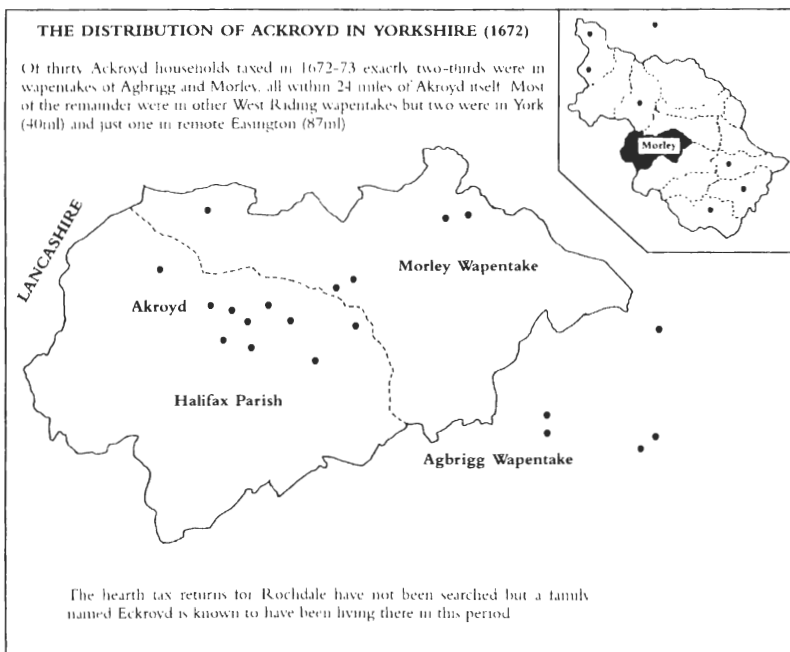 THE DISTRIBUTION OF ACKROYD IN YORKSHIRE (1672)
Of thirty Ackroyd households taxed in 1672-73 exactly two-thirds were in
wapentakes of Agbrigg and Morley, all within 24 miles of Akroyd itself Most
of the remainder were in other West Riding wapentakes but two were in York
(40ml) and just one in remote Easington (87ml)
Morley
LANCASHIRE
Morley Wapentake
Akroyd
Halifax Parish
Agbrigg Wapentake
The hearth tax returns for Rochdale have not been searched but a family
named Eckroyd is known to have been living there in this period